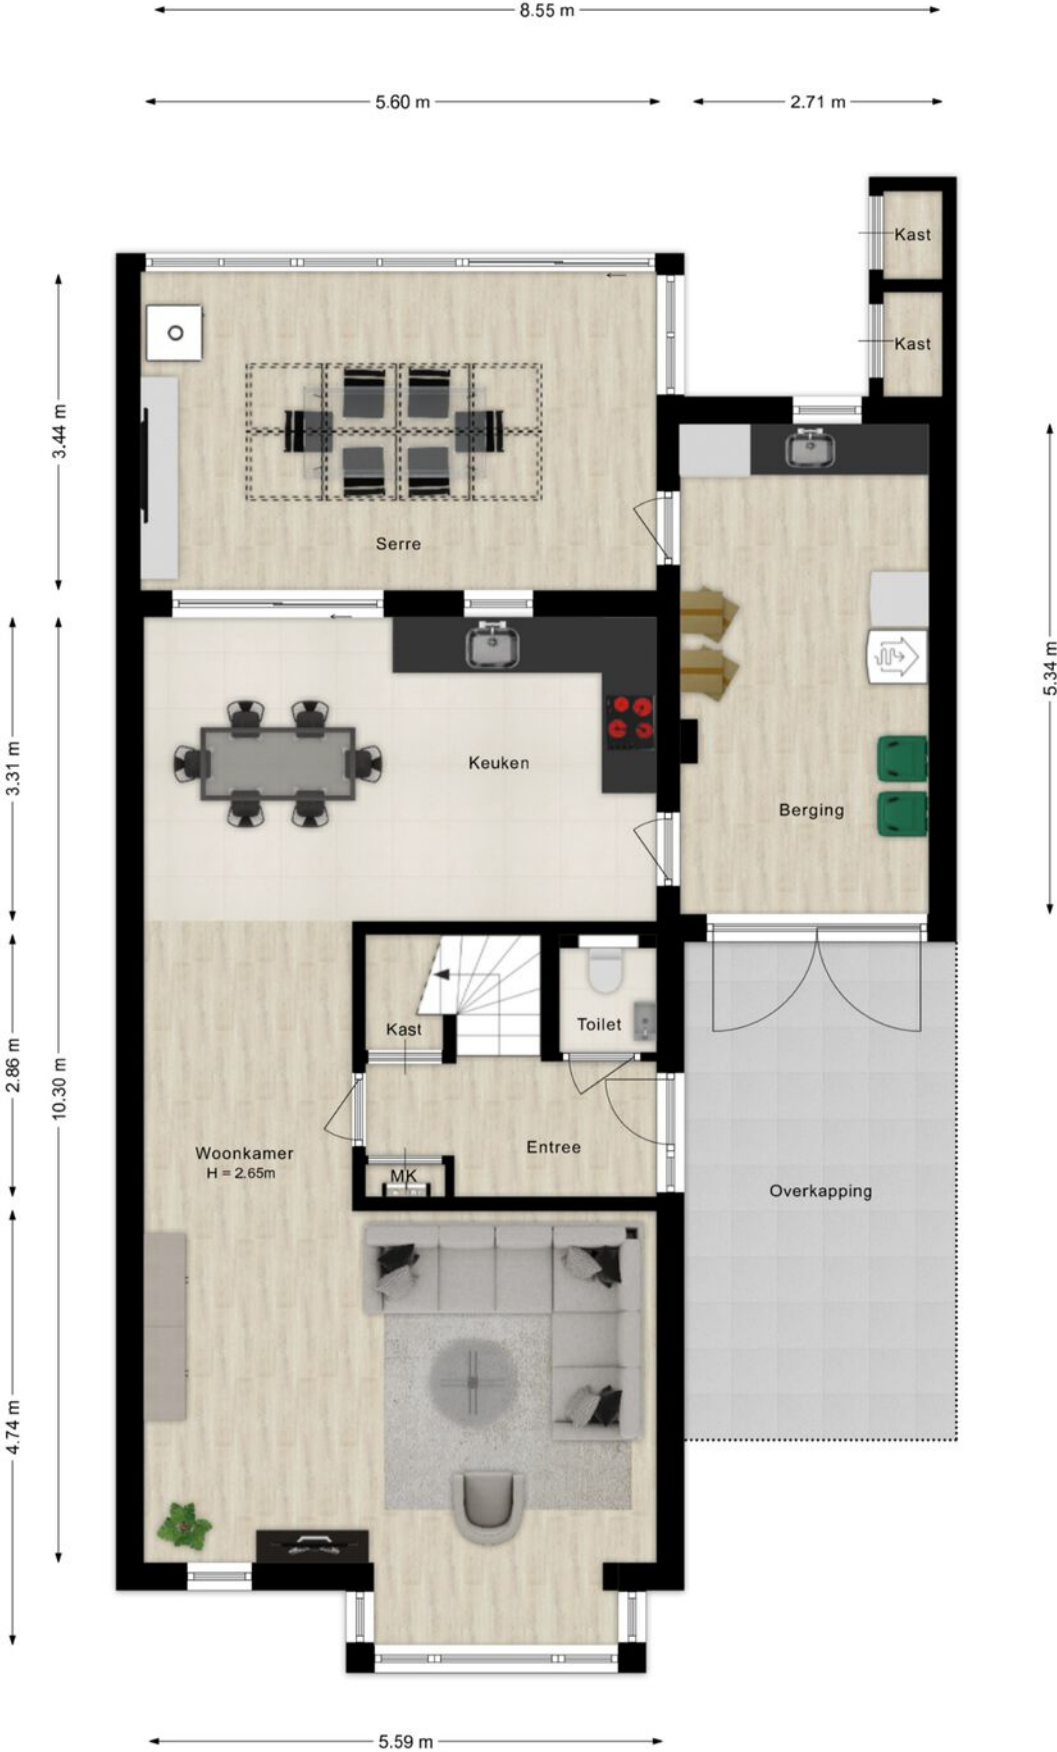 8.55 m
5.60 m
2.71 m
Kast
Kast
3.44 m
Serre
5.34 m
3.31 m
Keuken
Berging
2.86 m
10.30 m
Kast
Toilet
Woonkamer
H = 2.65m
Entree
MK
Overkapping
4.74 m
5.59 m